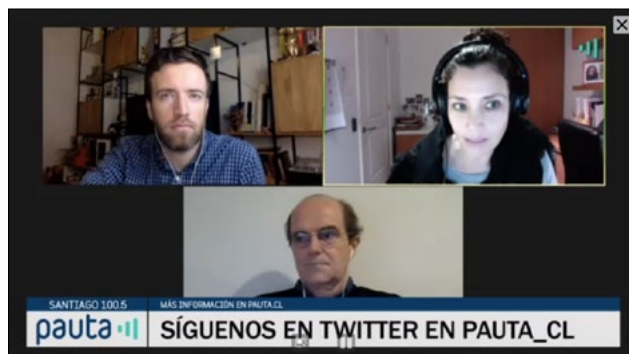 SANTIAGO 100.5
MÁS INFORMACIÓN EN PAUTA.CL
pauta
SÍGUENOS EN TWITTER EN PAUTA_CL